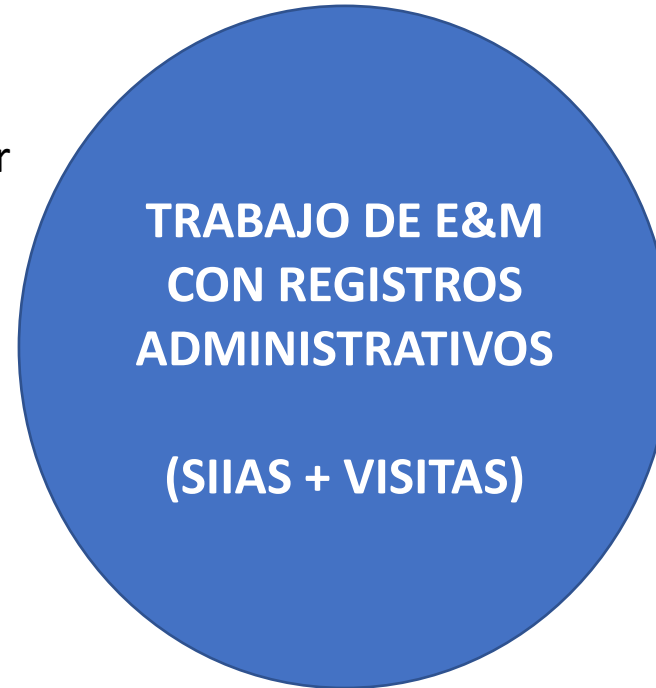 r
TRABAJO DE E&M
CON REGISTROS
ADMINISTRATIVOS
(SIIAS + VISITAS)